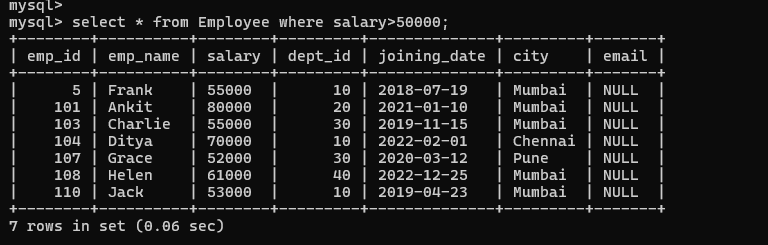 mysql>
mysql> select * from Employee where salary>50000;
+--------+----------+--------+---------+--------------+---------+-------+
| emp_id | emp_name | salary | dept_id | joining_date | city    | email |
+--------+----------+--------+---------+--------------+---------+-------+
|      5 | Frank    | 55000  |      10 | 2018-07-19   | Mumbai  | NULL  |
|    101 | Ankit    | 80000  |      20 | 2021-01-10   | Mumbai  | NULL  |
|    103 | Charlie  | 55000  |      30 | 2019-11-15   | Mumbai  | NULL  |
|    104 | Ditya    | 70000  |      10 | 2022-02-01   | Chennai | NULL  |
|    107 | Grace    | 52000  |      30 | 2020-03-12   | Pune    | NULL  |
|    108 | Helen    | 61000  |      40 | 2022-12-25   | Mumbai  | NULL  |
|    110 | Jack     | 53000  |      10 | 2019-04-23   | Mumbai  | NULL  |
+--------+----------+--------+---------+--------------+---------+-------+
7 rows in set (0.06 sec)